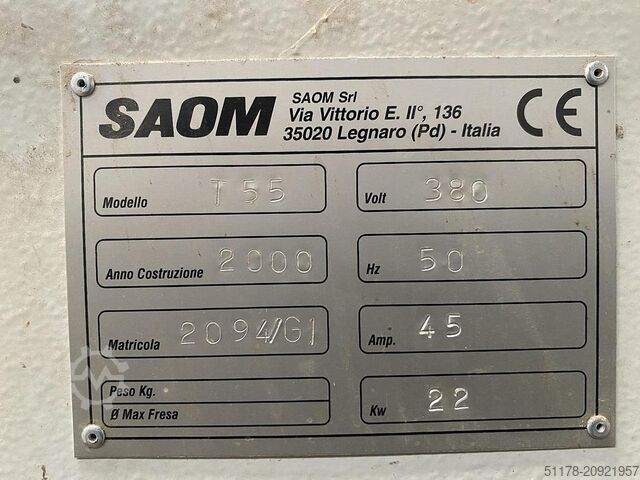 SAOM
SAOM Srl
Via Vittorio E. II°, 136
35020 Legnaro (Pd) - Italia
CE
Modello T55
Volt 380
Anno Costruzione 2000
Hz 50
Matricola 2094/G1
Amp. 45
Peso Kg.
Ø Max Fresa
Kw 22
51178-20921957